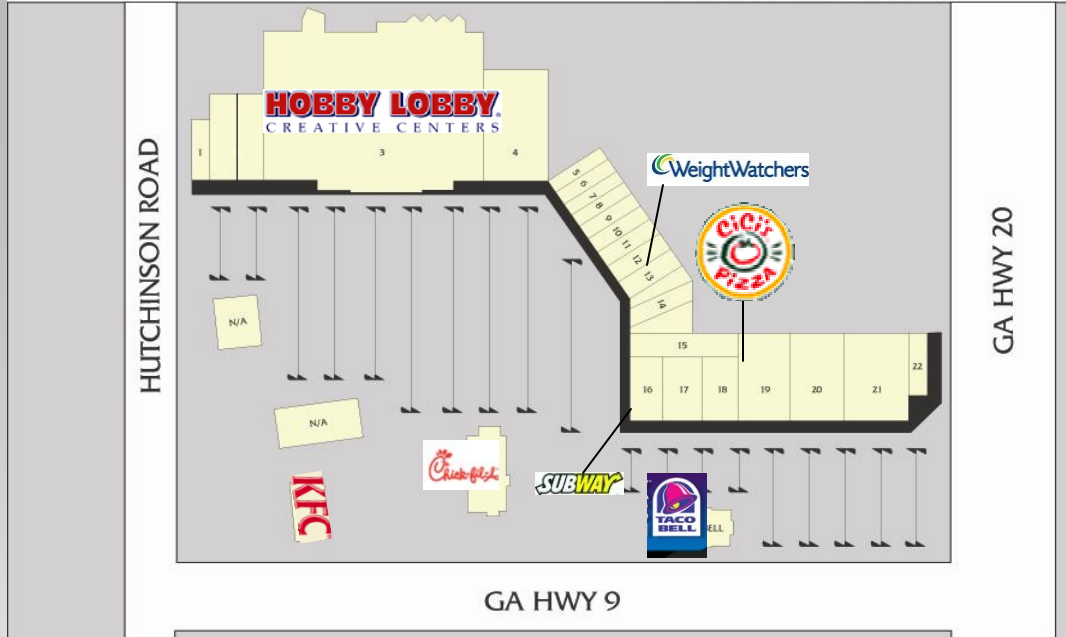 HOBBY LOBBY
CREATIVE CENTERS
1
3
4
5
6
7
8
9
10
11
12
13
14
WeightWatchers
CiCi's
Pizza
HUTCHINSON ROAD
GA HWY 20
N/A
N/A
15
16
17
18
19
20
21
22
Chick-fil-A
SUBWAY
KFC
TACO
BELL
ELL
GA HWY 9